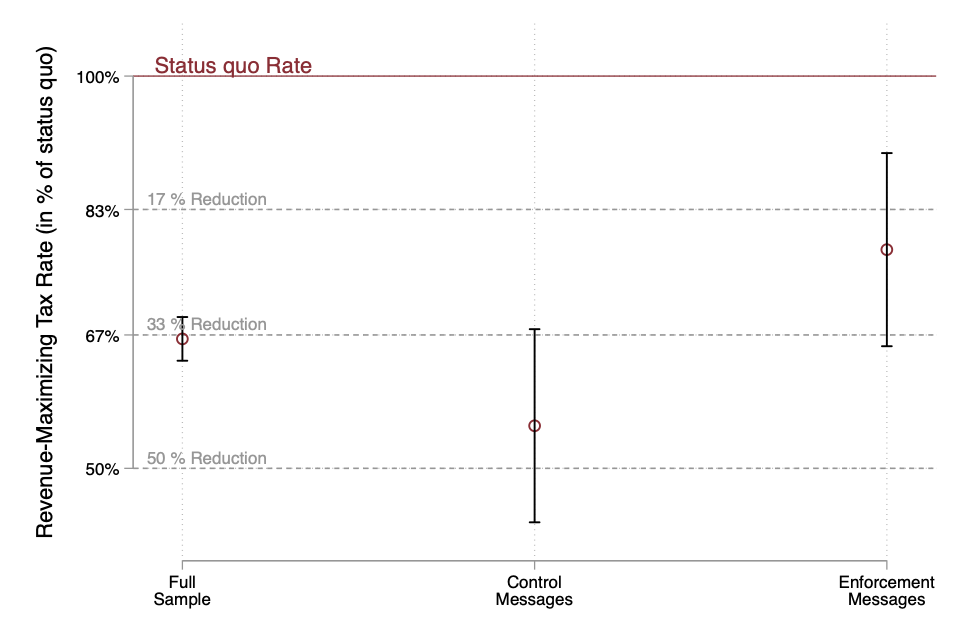 Revenue-Maximizing Tax Rate (in % of status quo)
Status quo Rate
100%
17 % Reduction
83%
33 % Reduction
67%
50 % Reduction
50%
Full
Sample
Control
Messages
Enforcement
Messages